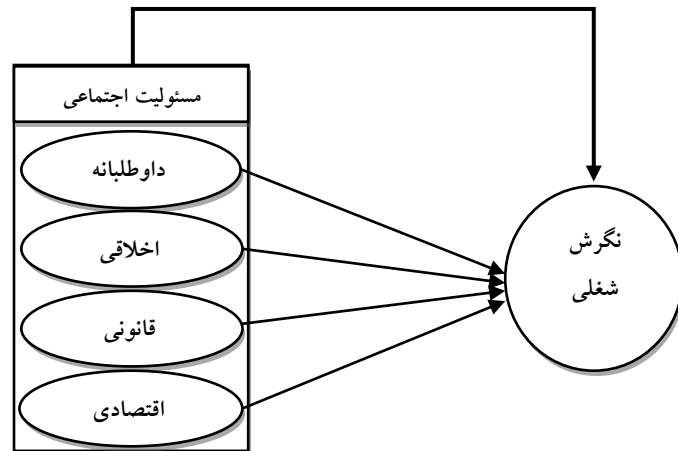 مسئولیت اجتماعی
داوطلبانه
اخلاقی
قانونی
اقتصادی
نگرش
شغلی